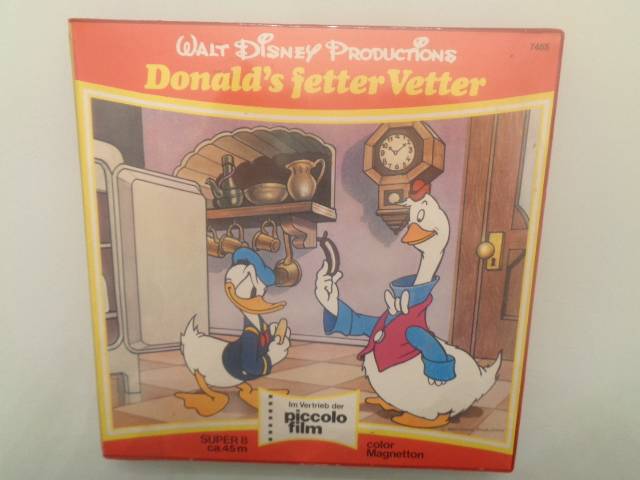 WALT DISNEY PRODUCTIONS
7465
Donald's fetter Vetter
Im Vertrieb der
piccolo
film
SUPER 8
ca. 45 m
color
Magnetton